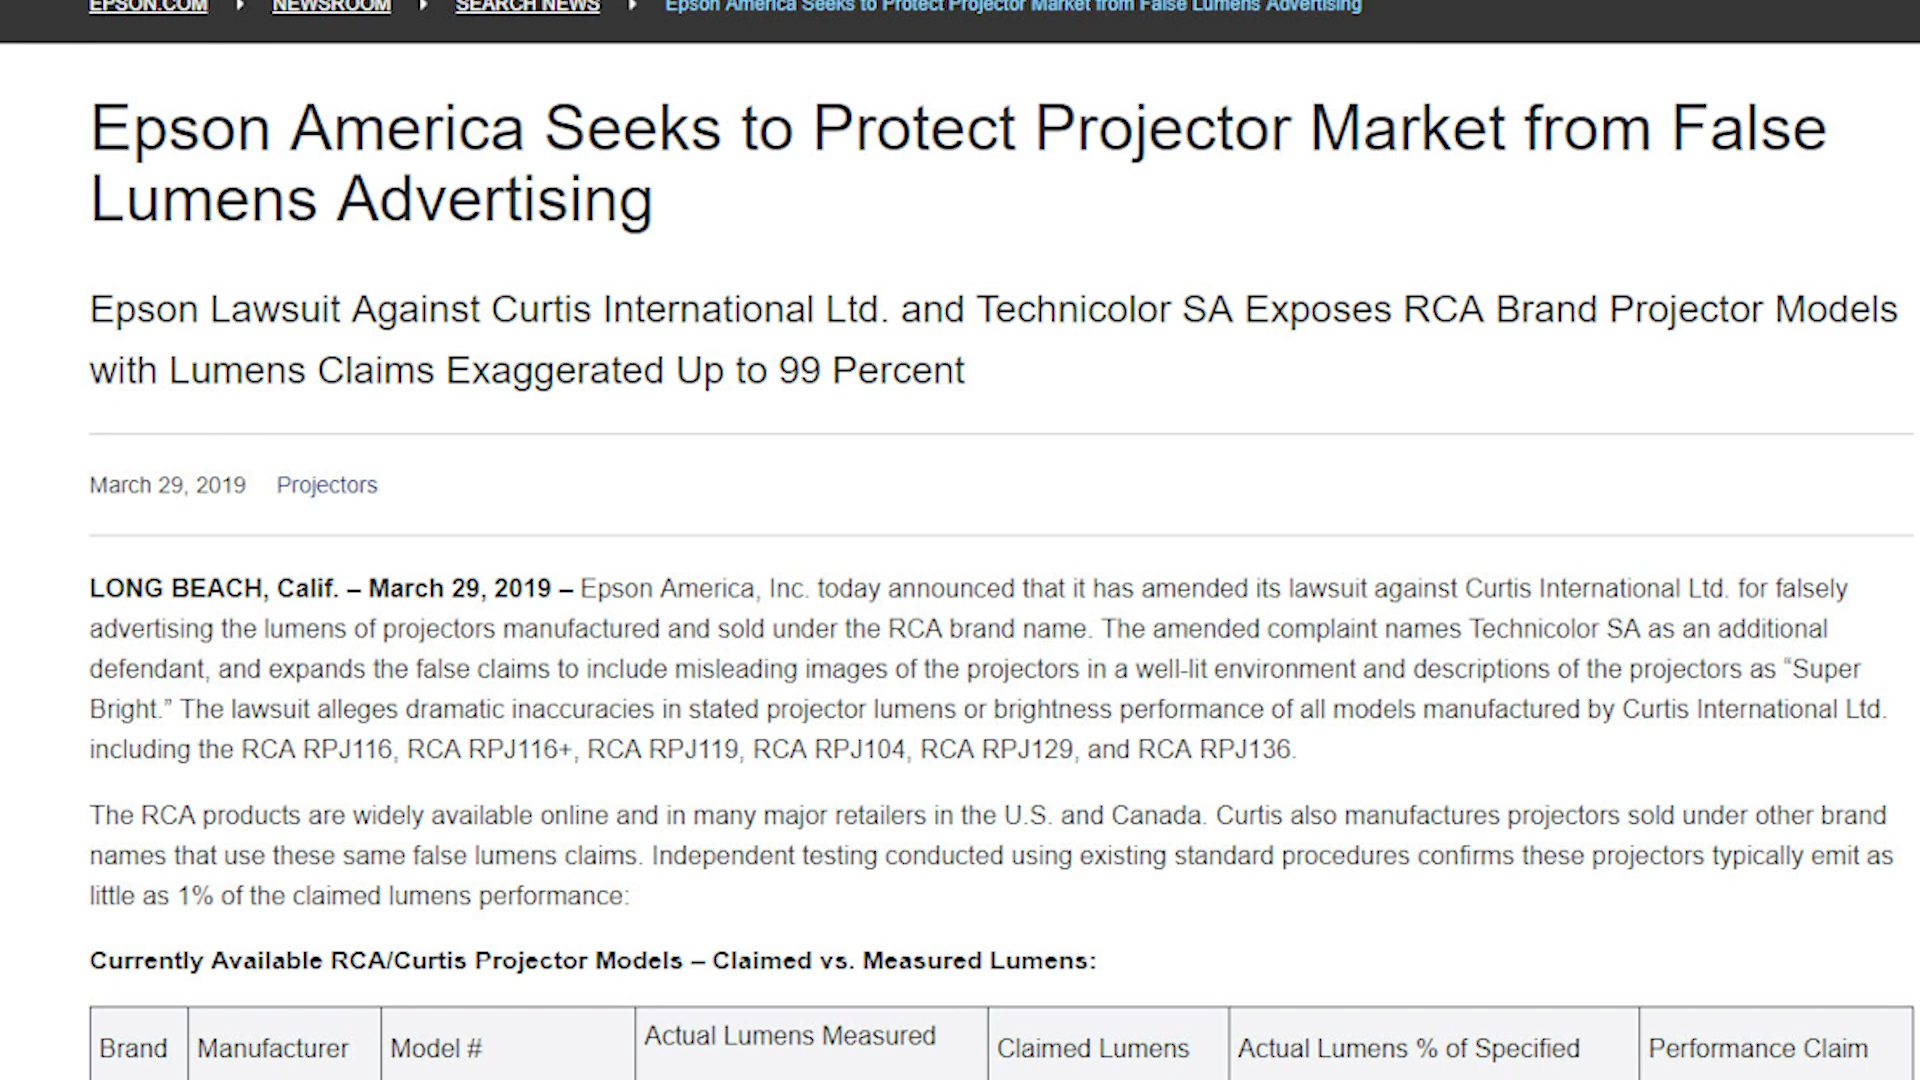 EPSON.COM NEWSROOM SEARCH NEWS Epson America Seeks to Protect Projector Market from False Lumens Advertising
Epson America Seeks to Protect Projector Market from False
Lumens Advertising
Epson Lawsuit Against Curtis International Ltd. and Technicolor SA Exposes RCA Brand Projector Models
with Lumens Claims Exaggerated Up to 99 Percent
March 29, 2019 Projectors
LONG BEACH, Calif. – March 29, 2019 – Epson America, Inc. today announced that it has amended its lawsuit against Curtis International Ltd. for falsely
advertising the lumens of projectors manufactured and sold under the RCA brand name. The amended complaint names Technicolor SA as an additional
defendant, and expands the false claims to include misleading images of the projectors in a well-lit environment and descriptions of the projectors as “Super
Bright.” The lawsuit alleges dramatic inaccuracies in stated projector lumens or brightness performance of all models manufactured by Curtis International Ltd.
including the RCA RPJ116, RCA RPJ116+, RCA RPJ119, RCA RPJ104, RCA RPJ129, and RCA RPJ136.
The RCA products are widely available online and in many major retailers in the U.S. and Canada. Curtis also manufactures projectors sold under other brand
names that use these same false lumens claims. Independent testing conducted using existing standard procedures confirms these projectors typically emit as
little as 1% of the claimed lumens performance:
Currently Available RCA/Curtis Projector Models – Claimed vs. Measured Lumens:
Brand Manufacturer Model # Actual Lumens Measured Claimed Lumens Actual Lumens % of Specified Performance Claim